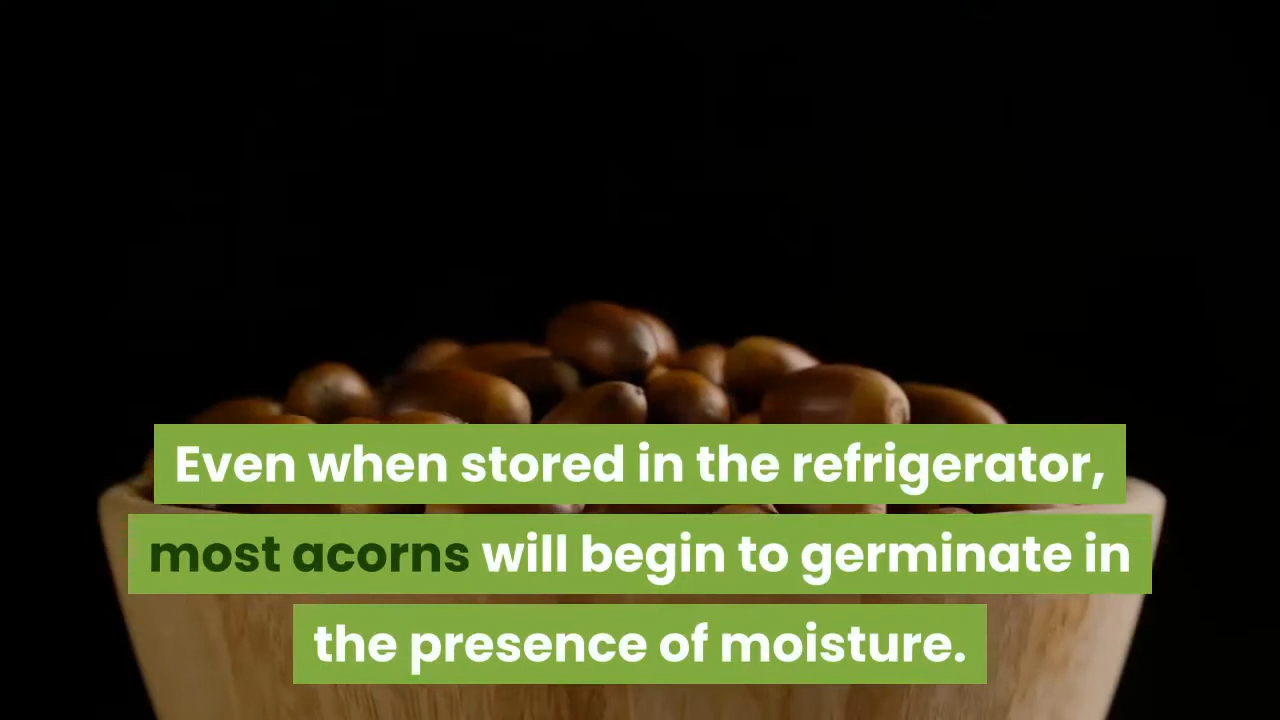 Even when stored in the refrigerator,
most acorns will begin to germinate in
the presence of moisture.